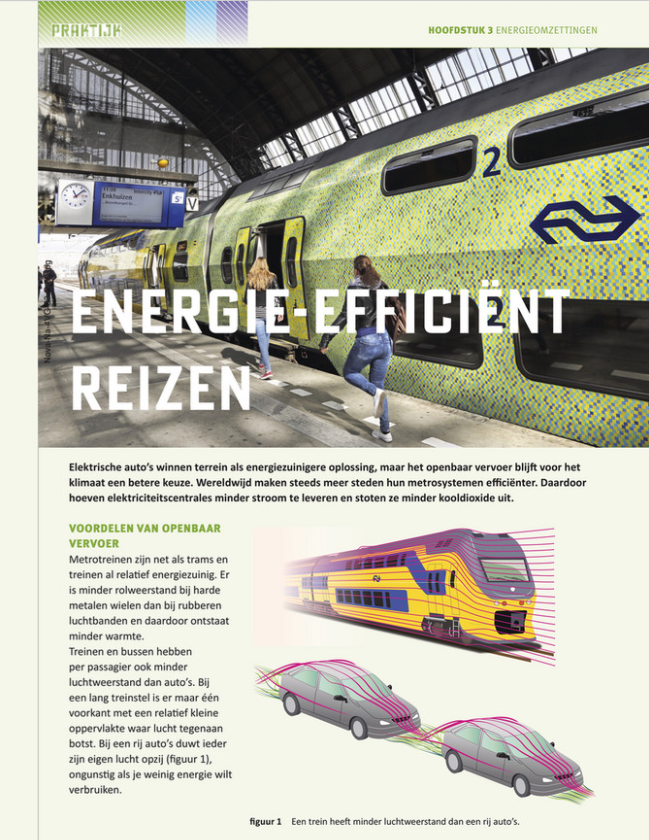 PRAKTIJK
HOOFDSTUK 3 ENERGIEOMZETTINGEN
Enkhuizen
5
V
2
2
ENERGIE-EFFICIËNT
REIZEN
Elektrische auto's winnen terrein als energiezuinigere oplossing, maar het openbaar vervoer blijft voor het
klimaat een betere keuze. Wereldwijd maken steeds meer steden hun metrosystemen efficiënter. Daardoor
hoeven elektriciteitscentrales minder stroom te leveren en stoten ze minder kooldioxide uit.
VOORDELEN VAN OPENBAAR
VERVOER
Metrotreinen zijn net als trams en
treinen al relatief energiezuinig. Er
is minder rolweerstand bij harde
metalen wielen dan bij rubberen
luchtbanden en daardoor ontstaat
minder warmte.
Treinen en bussen hebben
per passagier ook minder
luchtweerstand dan auto's. Bij
een lang treinstel is er maar één
voorkant met een relatief kleine
oppervlakte waar lucht tegenaan
botst. Bij een rij auto's duwt ieder
zijn eigen lucht opzij (figuur 1),
ongunstig als je weinig energie wilt
verbruiken.
figuur 1 Een trein heeft minder luchtweerstand dan een rij auto's.